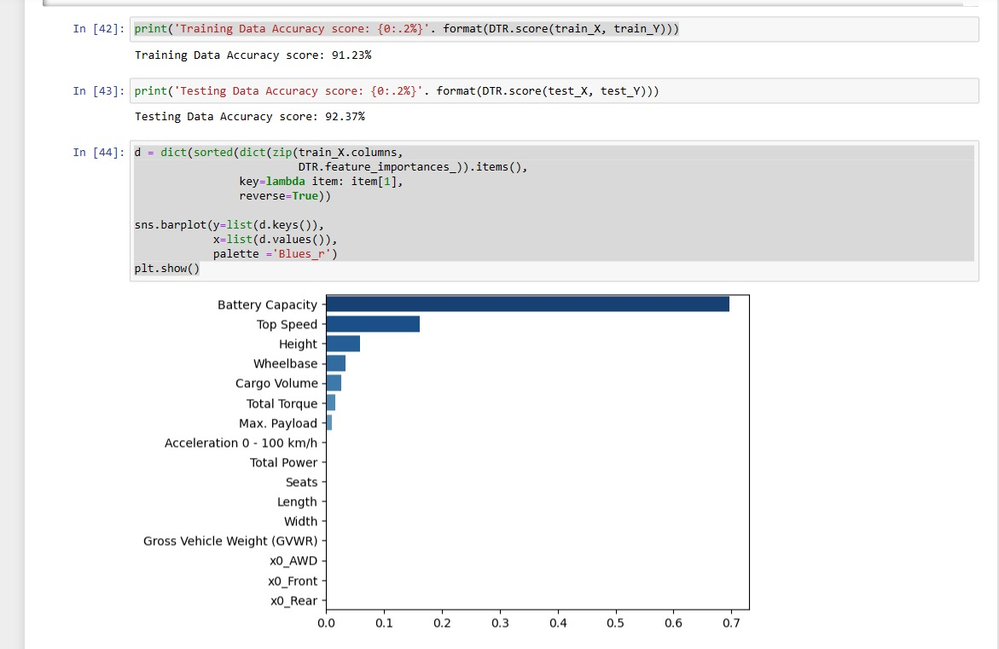 In [42]: print('Training Data Accuracy score: {0:.2%}'. format(DTR.score(train_X, train_Y)))
Training Data Accuracy score: 91.23%
In [43]: print('Testing Data Accuracy score: {0:.2%}'. format(DTR.score(test_X, test_Y)))
Testing Data Accuracy score: 92.37%
In [44]: d = dict(sorted(dict(zip(train_X.columns,
DTR.feature_importances_)).items(),
key=lambda item: item[1],
reverse=True))
sns.barplot(y=list(d.keys()),
x=list(d.values()),
palette ='Blues_r')
plt.show()
Battery Capacity
Top Speed
Height
Wheelbase
Cargo Volume
Total Torque
Max. Payload
Acceleration 0 - 100 km/h
Total Power
Seats
Length
Width
Gross Vehicle Weight (GVWR)
x0_AWD
x0_Front
x0_Rear
0.0 0.1 0.2 0.3 0.4 0.5 0.6 0.7